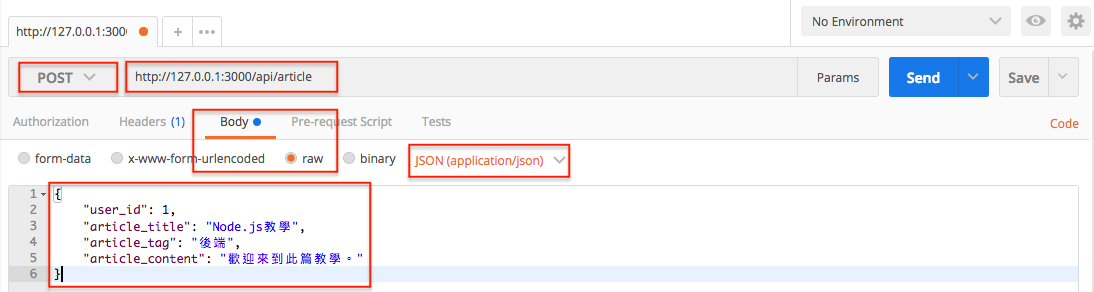 http://127.0.0.1:300
No Environment
POST
http://127.0.0.1:3000/api/article
Params
Send
Save
Authorization
Headers (1)
Body
Pre-request Script
Tests
Code
form-data
x-www-form-urlencoded
raw
binary
JSON (application/json)
1 {
2 "user_id": 1,
3 "article_title": "Node.js教學",
4 "article_tag": "後端",
5 "article_content": "歡迎來到此篇教學。"
6 }